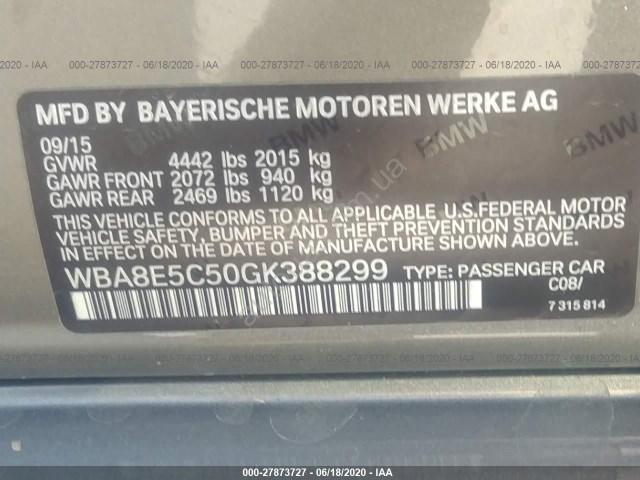 000-27873727 - 06/18/2020 - IAA
MFD BY BAYERISCHE MOTOREN WERKE AG
09/15
GVWR 4442 lbs 2015 kg
GAWR FRONT 2072 lbs 940 kg
GAWR REAR 2469 lbs 1120 kg
THIS VEHICLE CONFORMS TO ALL APPLICABLE U.S.FEDERAL MOTOR
VEHICLE SAFETY, BUMPER AND THEFT PREVENTION STANDARDS
IN EFFECT ON THE DATE OF MANUFACTURE SHOWN ABOVE.
WBA8E5C50GK388299 TYPE: PASSENGER CAR
C08/
7 315 814
000-27873727 - 06/18/2020 - IAA